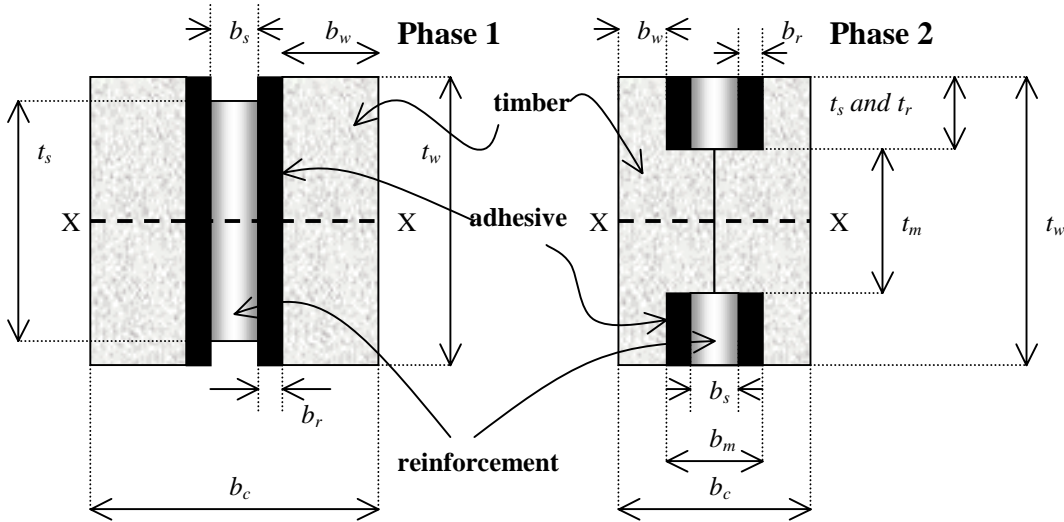 b_s
b_w
Phase 1
b_w
b_r
Phase 2
timber
t_s and t_r
t_s
t_w
X
X
adhesive
X
X
t_m
t_w
b_r
b_s
b_m
reinforcement
b_c
b_c